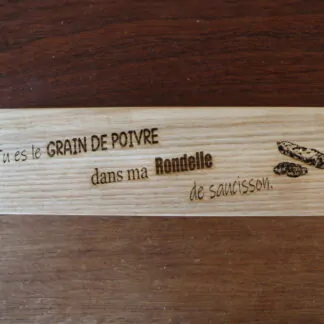 Tu es le GRAIN DE POIVRE
dans ma Rondelle
de saucisson.